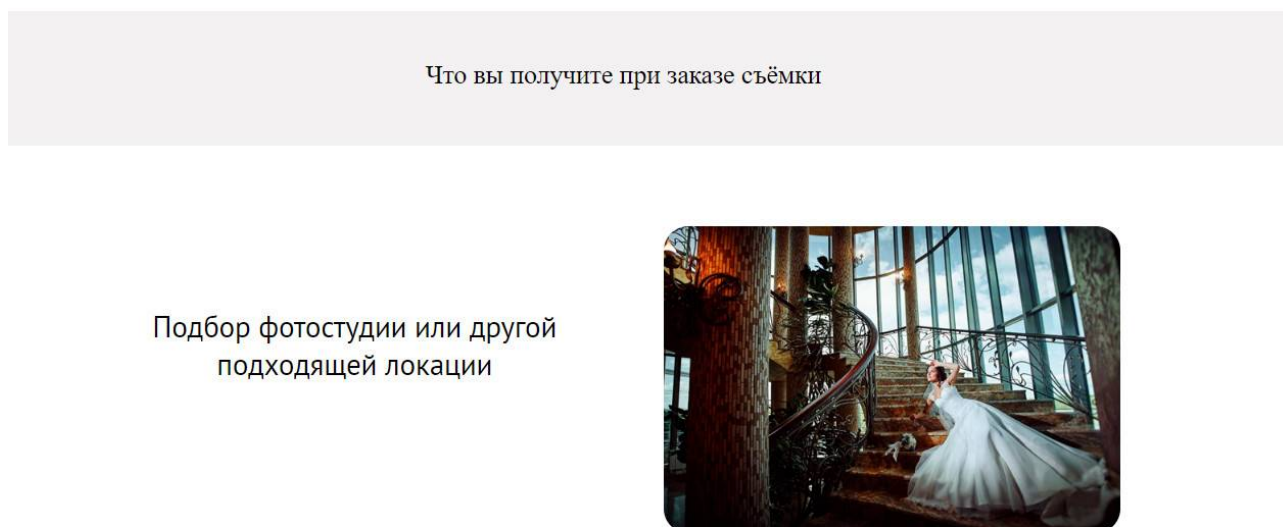 Что вы получите при заказе съёмки
Подбор фотостудии или другой
подходящей локации